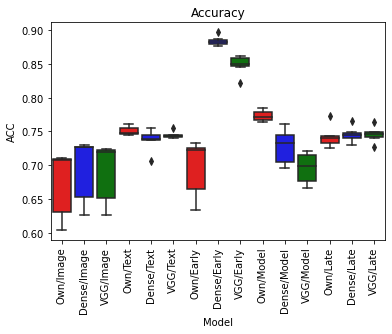 Accuracy
ACC
0.90
0.85
0.80
0.75
0.70
0.65
0.60
Own/Image
Dense/Image
VGG/Image
Own/Text
Dense/Text
VGG/Text
Own/Early
Dense/Early
VGG/Early
Own/Model
Dense/Model
VGG/Model
Own/Late
Dense/Late
VGG/Late
Model